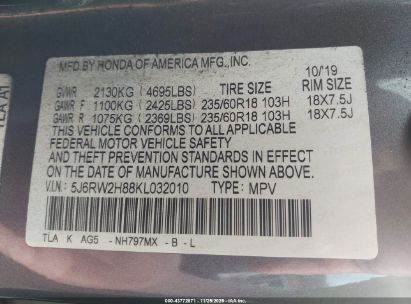 MFD.BY HONDA OF AMERICA MFG.,INC. 10/19
GVWR 2130KG (4695LBS) TIRE SIZE RIM SIZE
GAWR F 1100KG (2425LBS) 235/60R18 103H 18X7.5J
GAWR R 1075KG (2369LBS) 235/60R18 103H 18X7.5J
THIS VEHICLE CONFORMS TO ALL APPLICABLE
FEDERAL MOTOR VEHICLE SAFETY
AND THEFT PREVENTION STANDARDS IN EFFECT
ON THE DATE OF MANUFACTURE SHOWN ABOVE.
V.I.N.: 5J6RW2H88KL032010 TYPE: MPV
TLA K AG5 - NH797MX - B - L
TLA A1